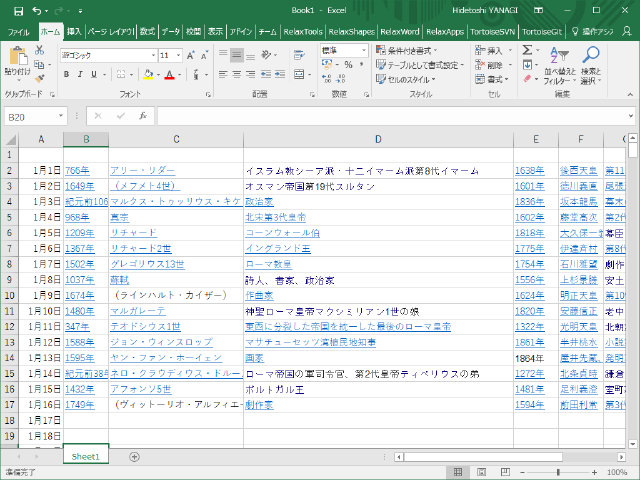 Book1 - Excel
Hidetoshi YANAGI
ファイル ホーム 挿入 ページ レイアウト 数式 データ 校閲 表示 アドイン チーム RelaxTools RelaxShapes RelaxWord RelaxApps TortoiseSVN TortoiseGit 操作アシ 共有
游ゴシック 11 標準 条件付き書式 挿入
貼り付け B I U テーブルとして書式設定 削除 並べ替えと フィルター 検索と 選択
セルのスタイル 書式
クリップボード フォント 配置 数値 スタイル セル 編集
B20 fx
A B C D E F
1
2 1月1日 766年 アリー・リダー イスラム教シーア派・十二イマーム派第8代イマーム 1638年 後西天皇 第11
3 1月2日 1649年 （メフメト4世） オスマン帝国第19代スルタン 1601年 徳川義直 尾張
4 1月3日 紀元前106 マルクス・トゥッリウス・キケ 政治家 1836年 坂本龍馬 幕末
5 1月4日 968年 真宗 北宋第3代皇帝 1602年 藤堂高次 第2代
6 1月5日 1209年 リチャード コーンウォール伯 1818年 大久保一 幕臣
7 1月6日 1367年 リチャード2世 イングランド王 1775年 伊達斉村 第8代
8 1月7日 1502年 グレゴリウス13世 ローマ教皇 1754年 石川雅望 劇作
9 1月8日 1037年 蘇軾 詩人、書家、政治家 1556年 上杉景勝 安土
10 1月9日 1674年 （ラインハルト・カイザー） 作曲家 1624年 明正天皇 第10
11 1月10日 1480年 マルガレーテ 神聖ローマ皇帝マクシミリアン1世の娘 1820年 安藤信正 老中
12 1月11日 347年 テオドシウス1世 東西に分裂した帝国を統一した最後のローマ皇帝 1322年 光明天皇 北朝
13 1月12日 1588年 ジョン・ウィンスロップ マサチューセッツ湾植民地知事 1861年 半井桃水 小説
14 1月13日 1595年 ヤン・ファン・ホーイェン 画家 1864年 屋井先蔵 発明
15 1月14日 紀元前38年 ネロ・クラウディウス・ドルー ローマ帝国の軍司令官、第2代皇帝ティベリウスの弟 1272年 北条貞時 鎌倉
16 1月15日 1432年 アフォンソ5世 ポルトガル王 1481年 足利義澄 室町
17 1月16日 1749年 （ヴィットーリオ・アルフィエー 劇作家 1594年 前田利常 第3代
18 1月17日
19 1月18日
Sheet1
準備完了 100%